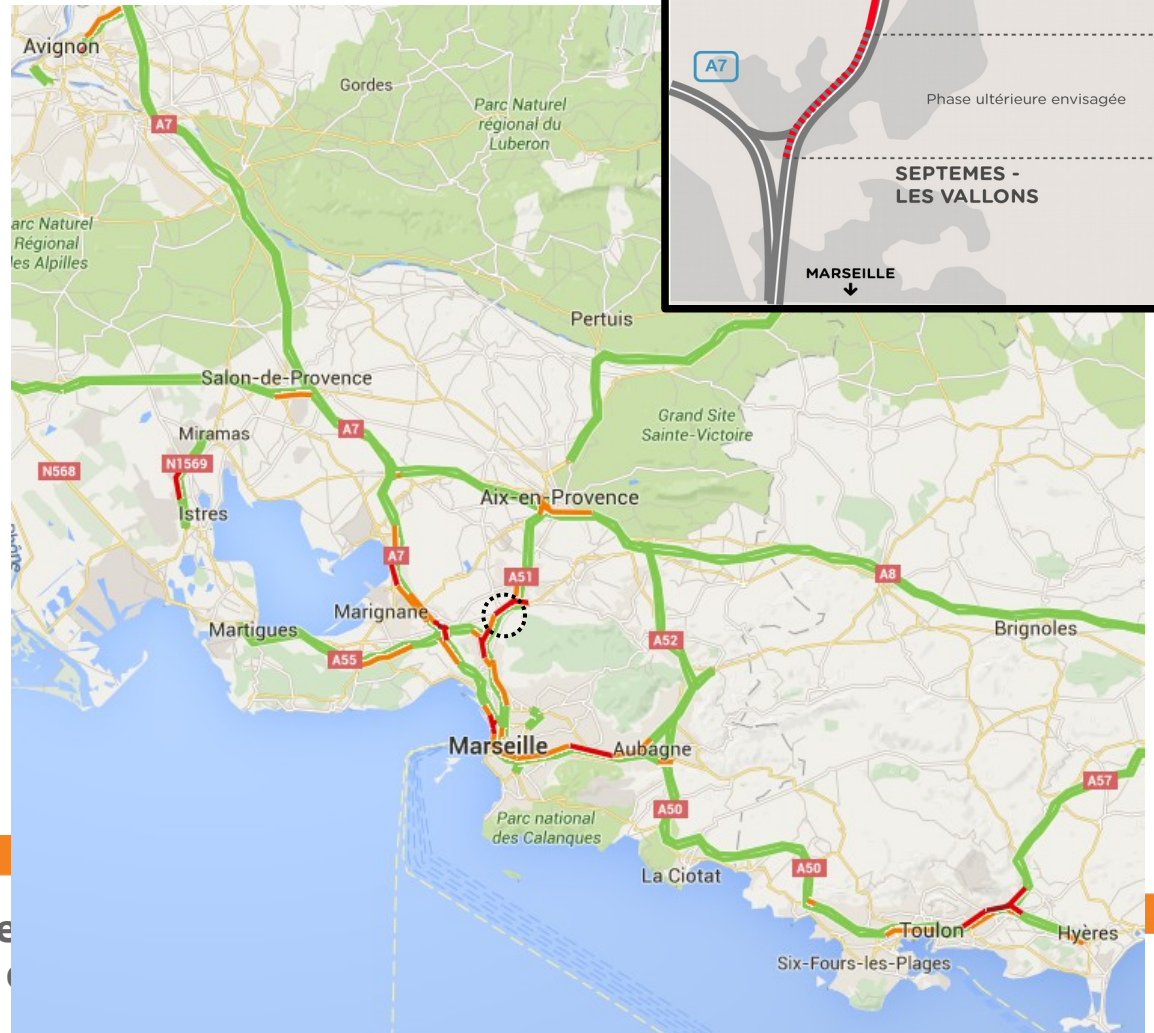 A7
Phase ultérieure envisagée
SEPTEMES -
LES VALLONS
MARSEILLE
Avignon
Gordes
Parc Naturel
régional du
Luberon
A7
arc Naturel
Régional
es Alpilles
Pertuis
Salon-de-Provence
Grand Site
Sainte-Victoire
A7
Miramas
N568
N1569
Aix-en-Provence
Istres
A7
A51
A8
Marignane
Martigues
A52
Brignoles
A55
Marseille
Aubagne
A57
A50
Parc national
des Calanques
La Ciotat
A50
Toulon
Hyères
Six-Fours-les-Plages